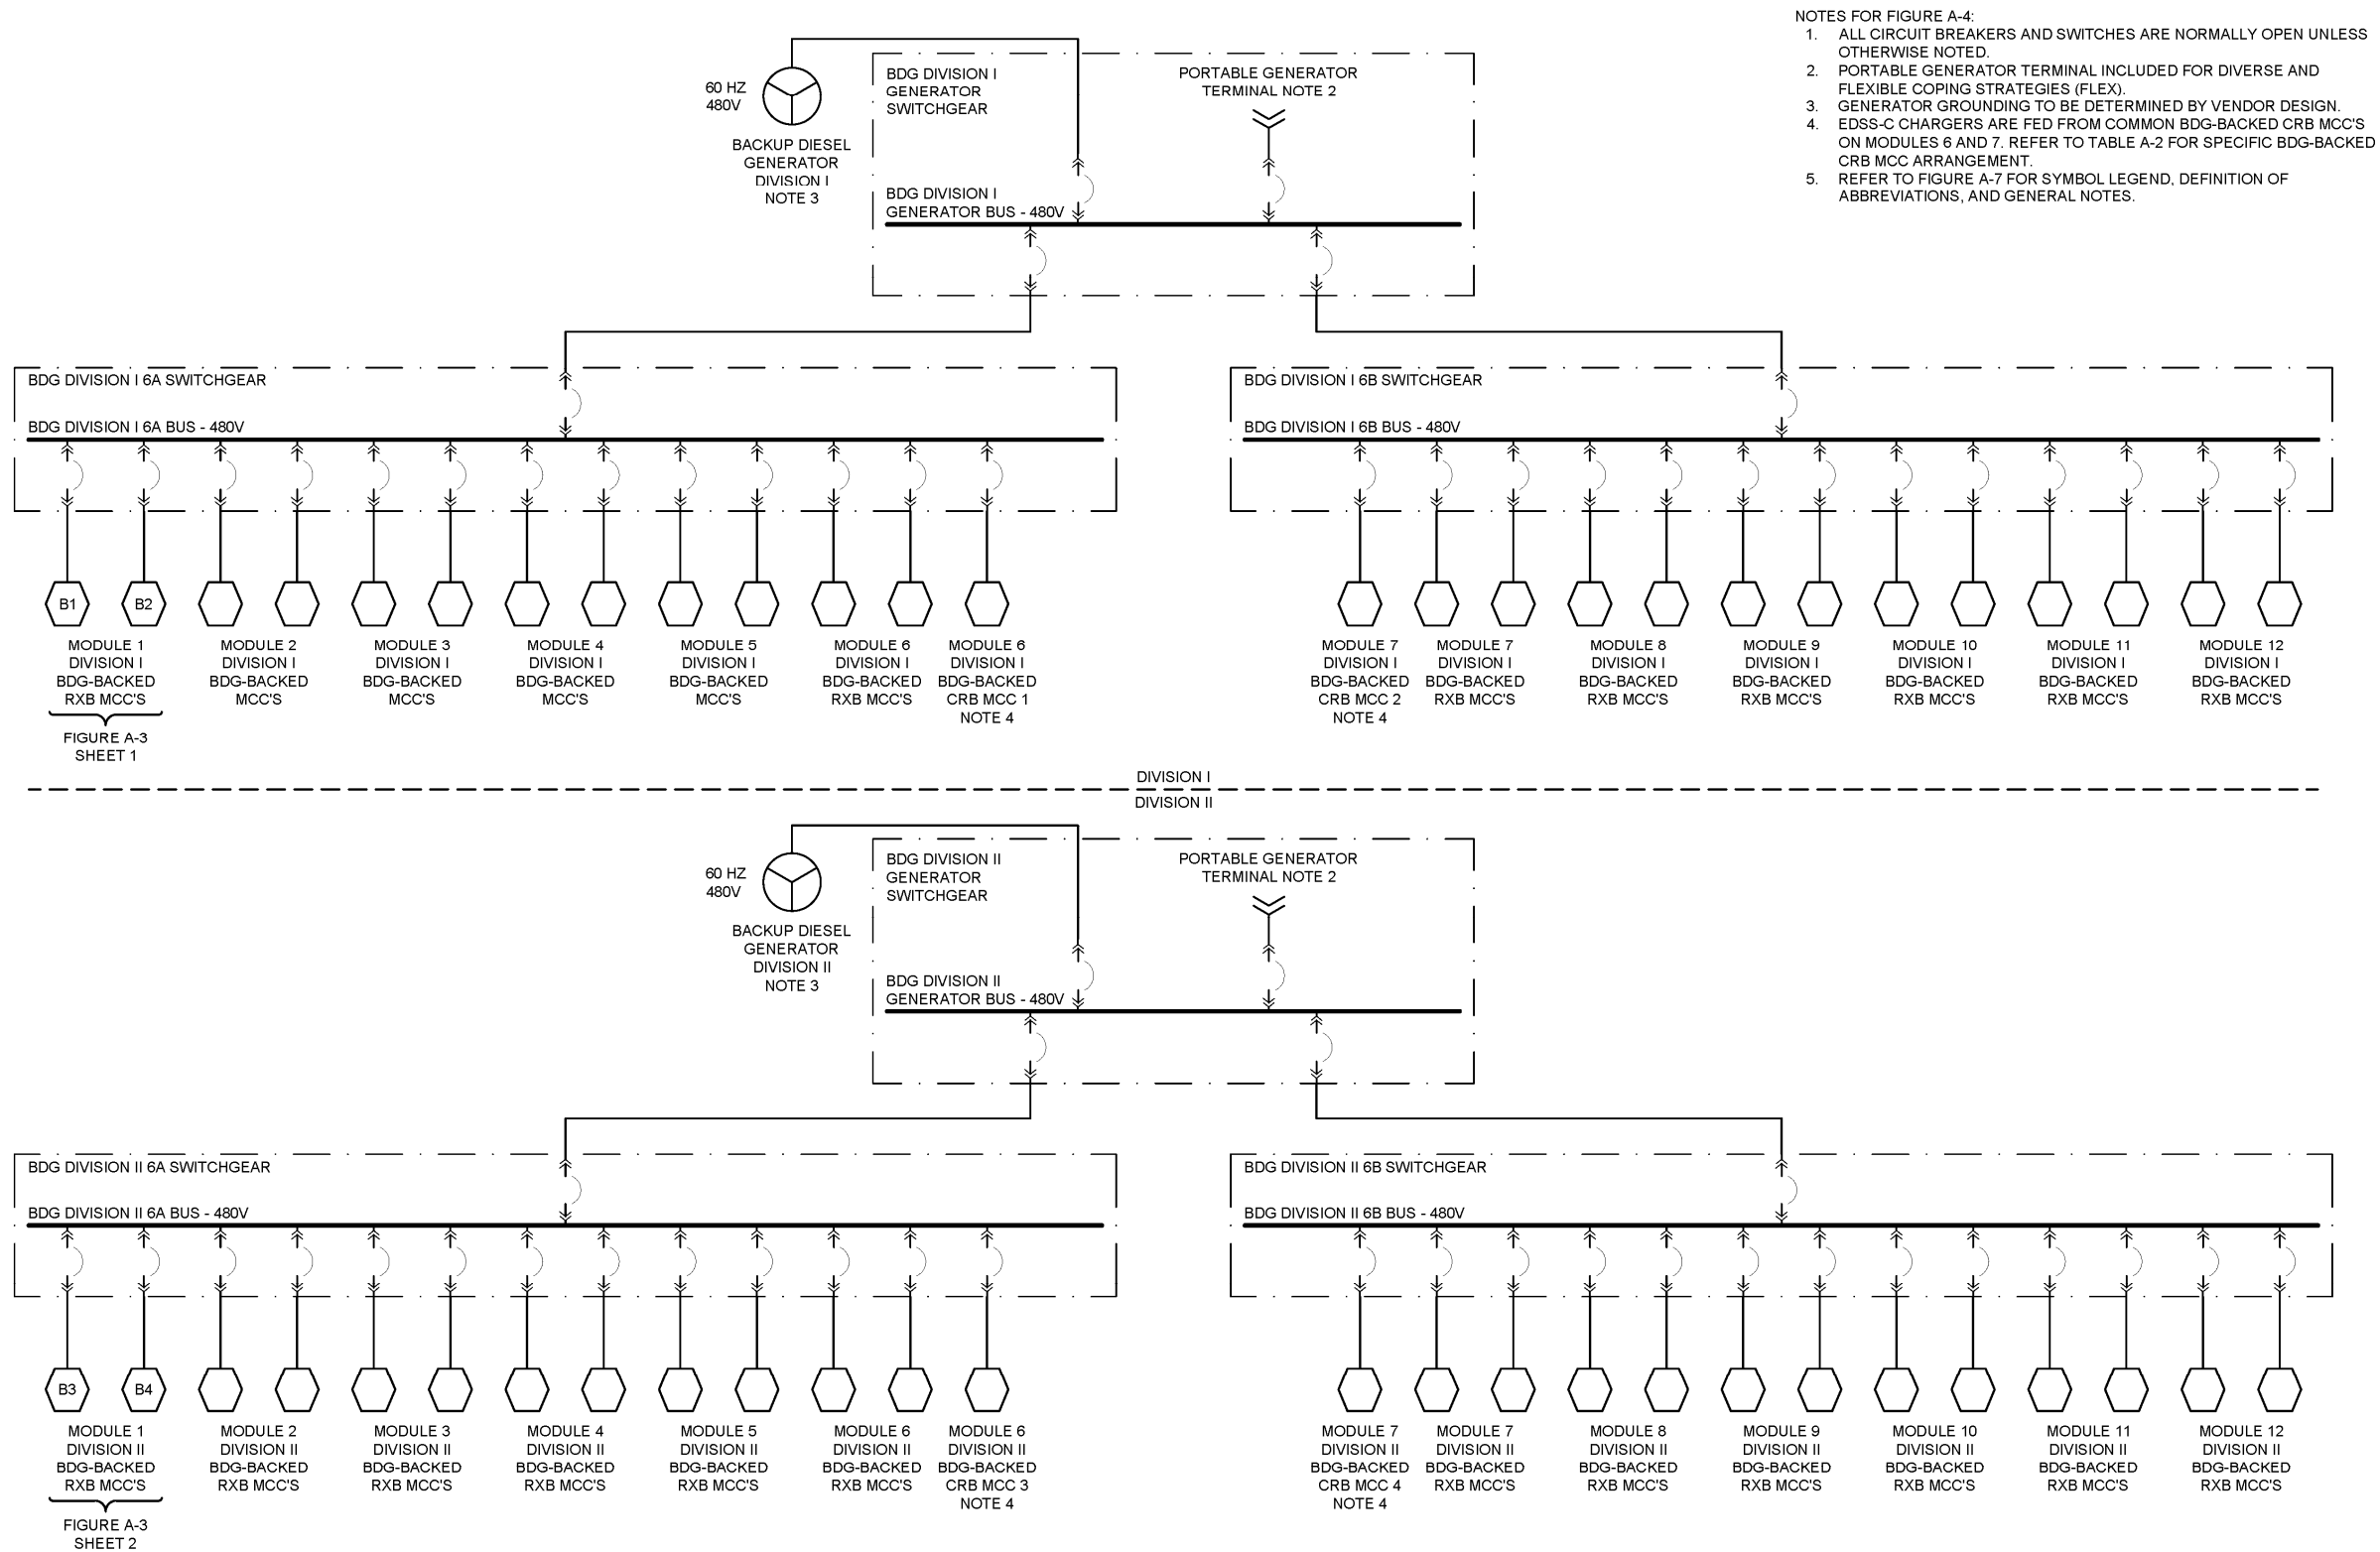 NOTES FOR FIGURE A-4:
1. ALL CIRCUIT BREAKERS AND SWITCHES ARE NORMALLY OPEN UNLESS
OTHERWISE NOTED.
2. PORTABLE GENERATOR TERMINAL INCLUDED FOR DIVERSE AND
FLEXIBLE COPING STRATEGIES (FLEX).
3. GENERATOR GROUNDING TO BE DETERMINED BY VENDOR DESIGN.
4. EDSS-C CHARGERS ARE FED FROM COMMON BDG-BACKED CRB MCC'S
ON MODULES 6 AND 7. REFER TO TABLE A-2 FOR SPECIFIC BDG-BACKED
CRB MCC ARRANGEMENT.
5. REFER TO FIGURE A-7 FOR SYMBOL LEGEND, DEFINITION OF
ABBREVIATIONS, AND GENERAL NOTES.
60 HZ
480V
BACKUP DIESEL
GENERATOR
DIVISION I
NOTE 3
BDG DIVISION I
GENERATOR
SWITCHGEAR
PORTABLE GENERATOR
TERMINAL NOTE 2
BDG DIVISION I
GENERATOR BUS - 480V
BDG DIVISION I 6A SWITCHGEAR
BDG DIVISION I 6A BUS - 480V
BDG DIVISION I 6B SWITCHGEAR
BDG DIVISION I 6B BUS - 480V
B1
B2
MODULE 1
DIVISION I
BDG-BACKED
RXB MCC'S
FIGURE A-3
SHEET 1
MODULE 2
DIVISION I
BDG-BACKED
MCC'S
MODULE 3
DIVISION I
BDG-BACKED
MCC'S
MODULE 4
DIVISION I
BDG-BACKED
MCC'S
MODULE 5
DIVISION I
BDG-BACKED
MCC'S
MODULE 6
DIVISION I
BDG-BACKED
RXB MCC'S
MODULE 6
DIVISION I
BDG-BACKED
CRB MCC 1
NOTE 4
MODULE 7
DIVISION I
BDG-BACKED
CRB MCC 2
NOTE 4
MODULE 7
DIVISION I
BDG-BACKED
RXB MCC'S
MODULE 8
DIVISION I
BDG-BACKED
RXB MCC'S
MODULE 9
DIVISION I
BDG-BACKED
RXB MCC'S
MODULE 10
DIVISION I
BDG-BACKED
RXB MCC'S
MODULE 11
DIVISION I
BDG-BACKED
RXB MCC'S
MODULE 12
DIVISION I
BDG-BACKED
RXB MCC'S
DIVISION I
DIVISION II
60 HZ
480V
BACKUP DIESEL
GENERATOR
DIVISION II
NOTE 3
BDG DIVISION II
GENERATOR
SWITCHGEAR
PORTABLE GENERATOR
TERMINAL NOTE 2
BDG DIVISION II
GENERATOR BUS - 480V
BDG DIVISION II 6A SWITCHGEAR
BDG DIVISION II 6A BUS - 480V
BDG DIVISION II 6B SWITCHGEAR
BDG DIVISION II 6B BUS - 480V
B3
B4
MODULE 1
DIVISION II
BDG-BACKED
RXB MCC'S
FIGURE A-3
SHEET 2
MODULE 2
DIVISION II
BDG-BACKED
RXB MCC'S
MODULE 3
DIVISION II
BDG-BACKED
RXB MCC'S
MODULE 4
DIVISION II
BDG-BACKED
RXB MCC'S
MODULE 5
DIVISION II
BDG-BACKED
RXB MCC'S
MODULE 6
DIVISION II
BDG-BACKED
RXB MCC'S
MODULE 6
DIVISION II
BDG-BACKED
CRB MCC 3
NOTE 4
MODULE 7
DIVISION II
BDG-BACKED
CRB MCC 4
NOTE 4
MODULE 7
DIVISION II
BDG-BACKED
RXB MCC'S
MODULE 8
DIVISION II
BDG-BACKED
RXB MCC'S
MODULE 9
DIVISION II
BDG-BACKED
RXB MCC'S
MODULE 10
DIVISION II
BDG-BACKED
RXB MCC'S
MODULE 11
DIVISION II
BDG-BACKED
RXB MCC'S
MODULE 12
DIVISION II
BDG-BACKED
RXB MCC'S